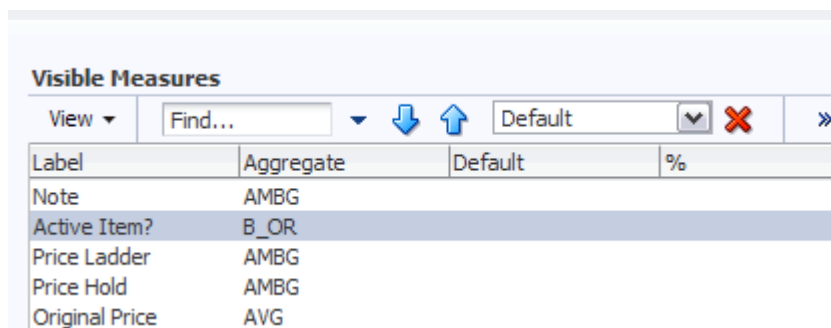 Visible Measures
View Find... Default »
Label Aggregate Default %
Note AMBG
Active Item? B_OR
Price Ladder AMBG
Price Hold AMBG
Original Price AVG